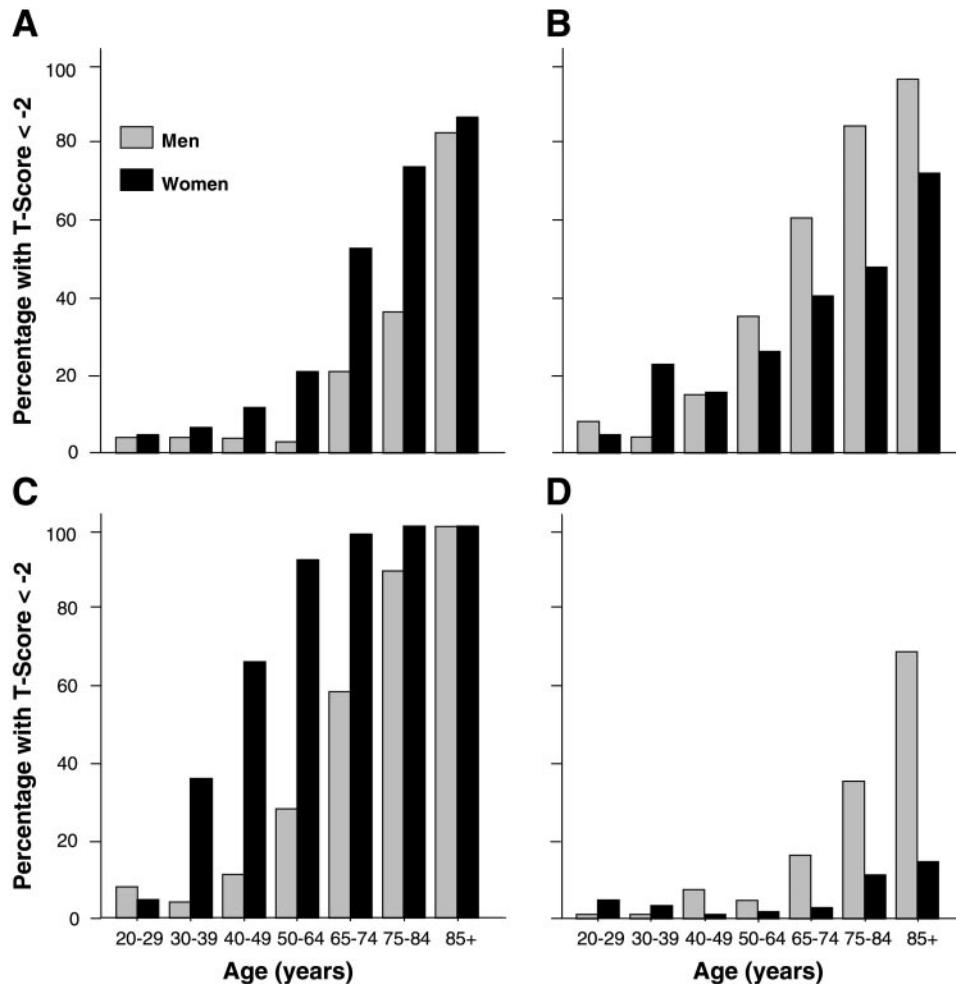 A
Percentage with T-Score < -2
100
80
60
40
20
0
Men
Women
B
C
Percentage with T-Score < -2
100
80
60
40
20
0
20-29 30-39 40-49 50-64 65-74 75-84 85+
Age (years)
D
20-29 30-39 40-49 50-64 65-74 75-84 85+
Age (years)